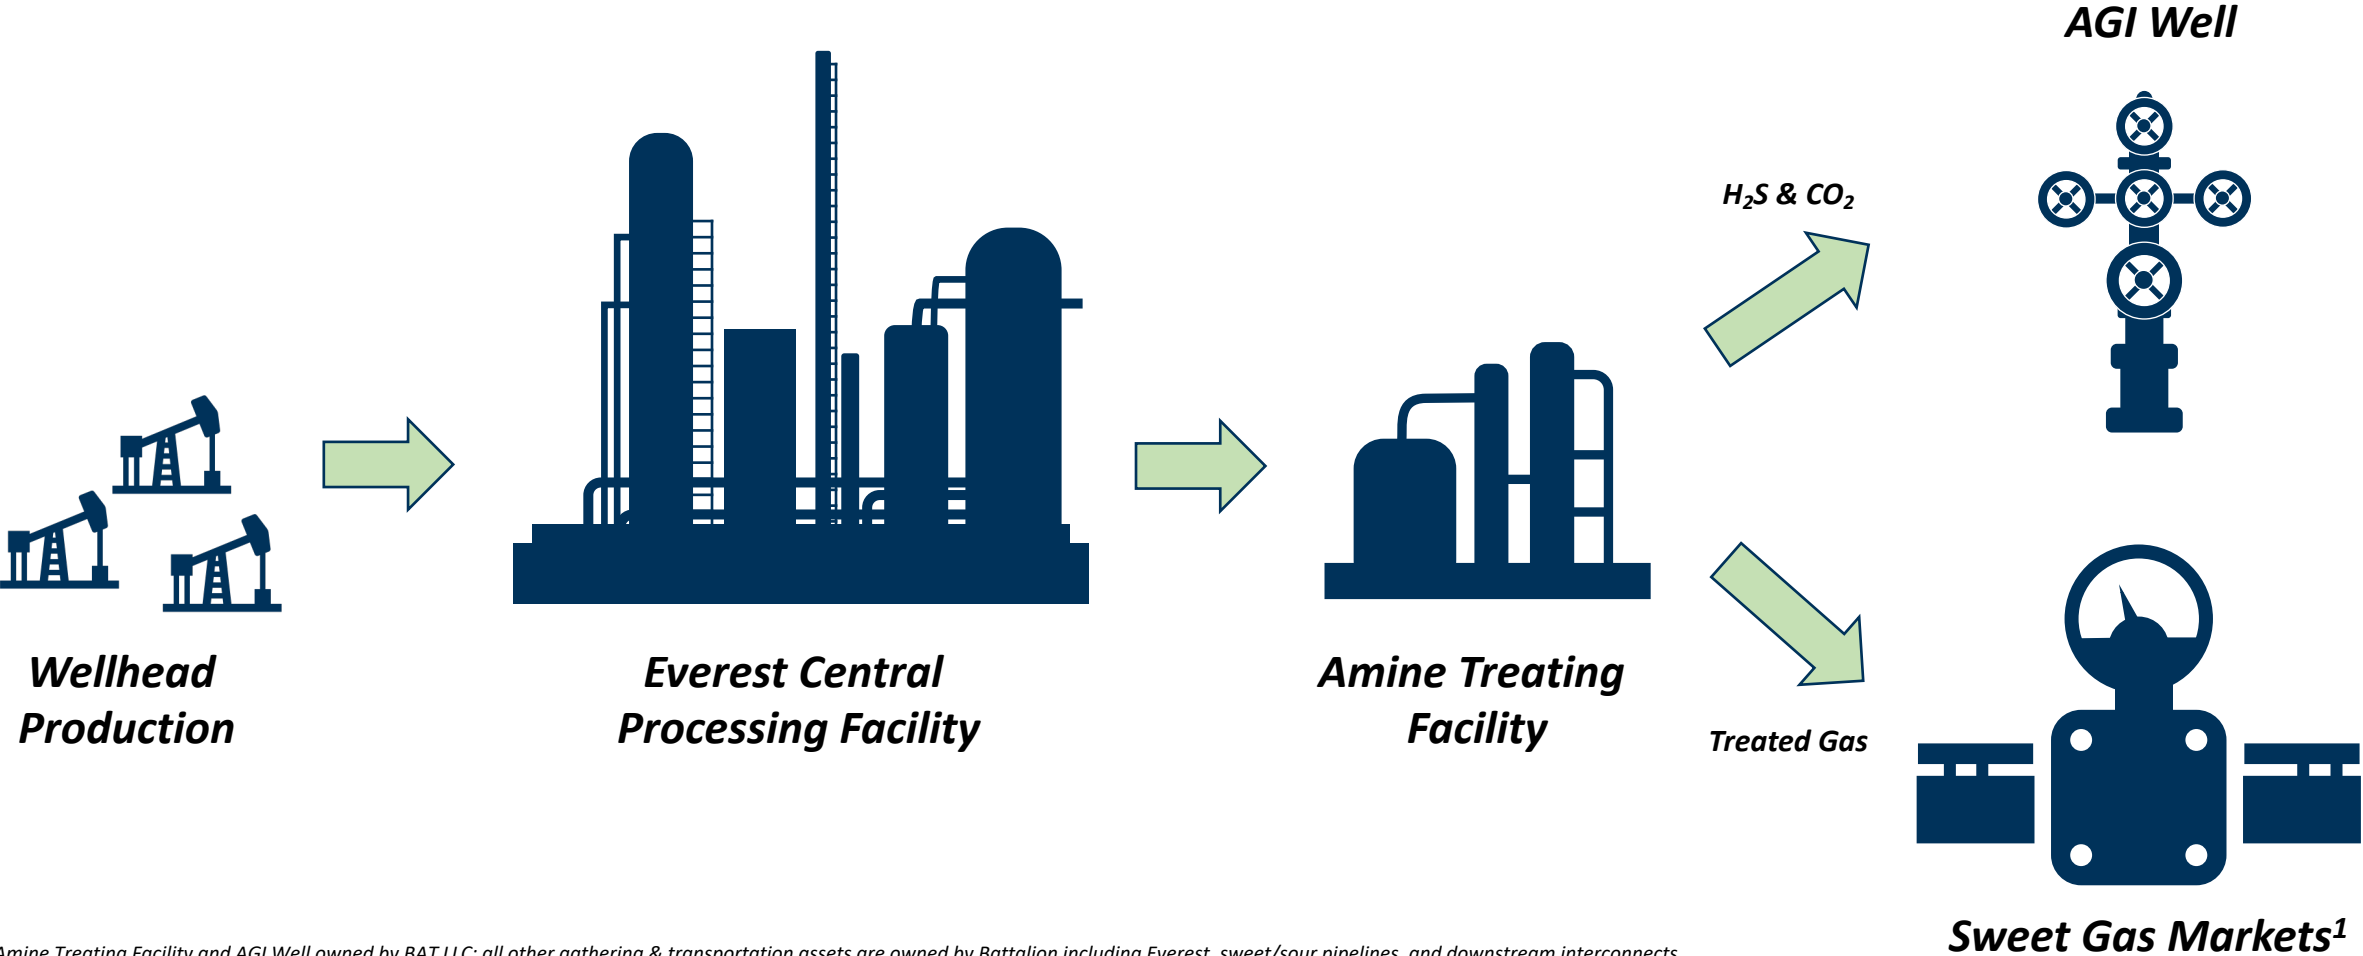 AGI Well
H₂S & CO₂
Wellhead
Production
Everest Central
Processing Facility
Amine Treating
Facility
Treated Gas
Sweet Gas Markets¹
Amine Treating Facility and AGI Well owned by BAT LLC; all other gathering & transportation assets are owned by Battalion including Everest, sweet/sour pipelines, and downstream interconnects